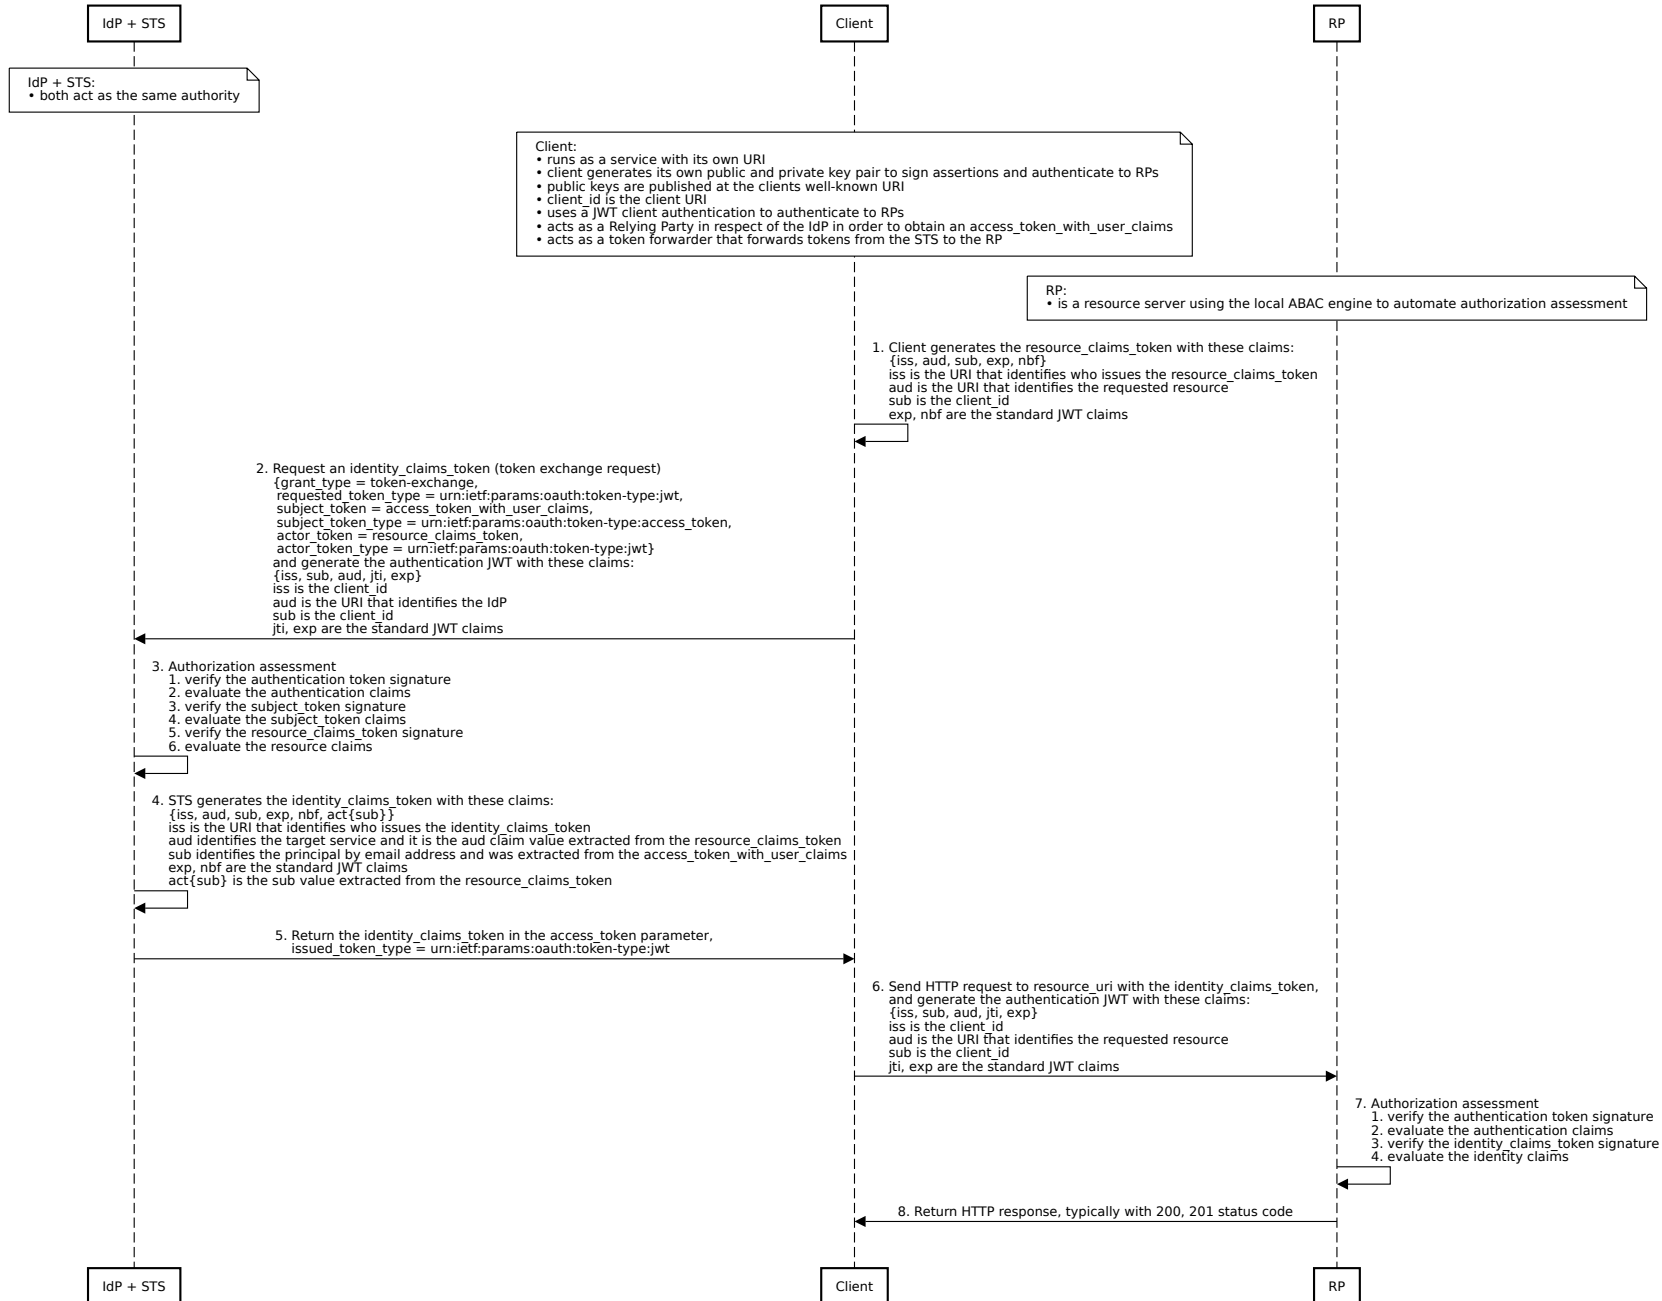 IdP + STS
Client
RP
IdP + STS:
• both act as the same authority
Client:
• runs as a service with its own URI
• client generates its own public and private key pair to sign assertions and authenticate to RPs
• public keys are published at the clients well-known URI
• client_id is the client URI
• uses a JWT client authentication to authenticate to RPs
• acts as a Relying Party in respect of the IdP in order to obtain an access_token_with_user_claims
• acts as a token forwarder that forwards tokens from the STS to the RP
RP:
• is a resource server using the local ABAC engine to automate authorization assessment
1. Client generates the resource_claims_token with these claims:
{iss, aud, sub, exp, nbf}
iss is the URI that identifies who issues the resource_claims_token
aud is the URI that identifies the requested resource
sub is the client_id
exp, nbf are the standard JWT claims
2. Request an identity_claims_token (token exchange request)
{grant_type = token-exchange,
requested_token_type = urn:ietf:params:oauth:token-type:jwt,
subject_token = access_token_with_user_claims,
subject_token_type = urn:ietf:params:oauth:token-type:access_token,
actor_token = resource_claims_token,
actor_token_type = urn:ietf:params:oauth:token-type:jwt}
and generate the authentication JWT with these claims:
{iss, sub, aud, jti, exp}
iss is the client_id
aud is the URI that identifies the IdP
sub is the client_id
jti, exp are the standard JWT claims
3. Authorization assessment
1. verify the authentication token signature
2. evaluate the authentication claims
3. verify the subject_token signature
4. evaluate the subject_token claims
5. verify the resource_claims_token signature
6. evaluate the resource claims
4. STS generates the identity_claims_token with these claims:
{iss, aud, sub, exp, nbf, act{sub}}
iss is the URI that identifies who issues the identity_claims_token
aud identifies the target service and it is the aud claim value extracted from the resource_claims_token
sub identifies the principal by email address and was extracted from the access_token_with_user_claims
exp, nbf are the standard JWT claims
act{sub} is the sub value extracted from the resource_claims_token
5. Return the identity_claims_token in the access_token parameter,
issued_token_type = urn:ietf:params:oauth:token-type:jwt
6. Send HTTP request to resource_uri with the identity_claims_token,
and generate the authentication JWT with these claims:
{iss, sub, aud, jti, exp}
iss is the client_id
aud is the URI that identifies the requested resource
sub is the client_id
jti, exp are the standard JWT claims
7. Authorization assessment
1. verify the authentication token signature
2. evaluate the authentication claims
3. verify the identity_claims_token signature
4. evaluate the identity claims
8. Return HTTP response, typically with 200, 201 status code
IdP + STS
Client
RP